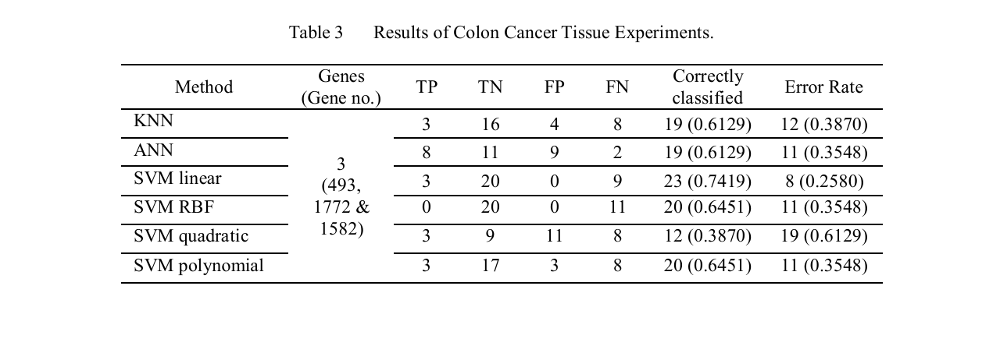 Table 3 Results of Colon Cancer Tissue Experiments.
Method Genes (Gene no.) TP TN FP FN Correctly classified Error Rate
KNN 3 16 4 8 19 (0.6129) 12 (0.3870)
ANN 8 11 9 2 19 (0.6129) 11 (0.3548)
3 (493, 1772 & 1582)
SVM linear 3 20 0 9 23 (0.7419) 8 (0.2580)
SVM RBF 0 20 0 11 20 (0.6451) 11 (0.3548)
SVM quadratic 3 9 11 8 12 (0.3870) 19 (0.6129)
SVM polynomial 3 17 3 8 20 (0.6451) 11 (0.3548)